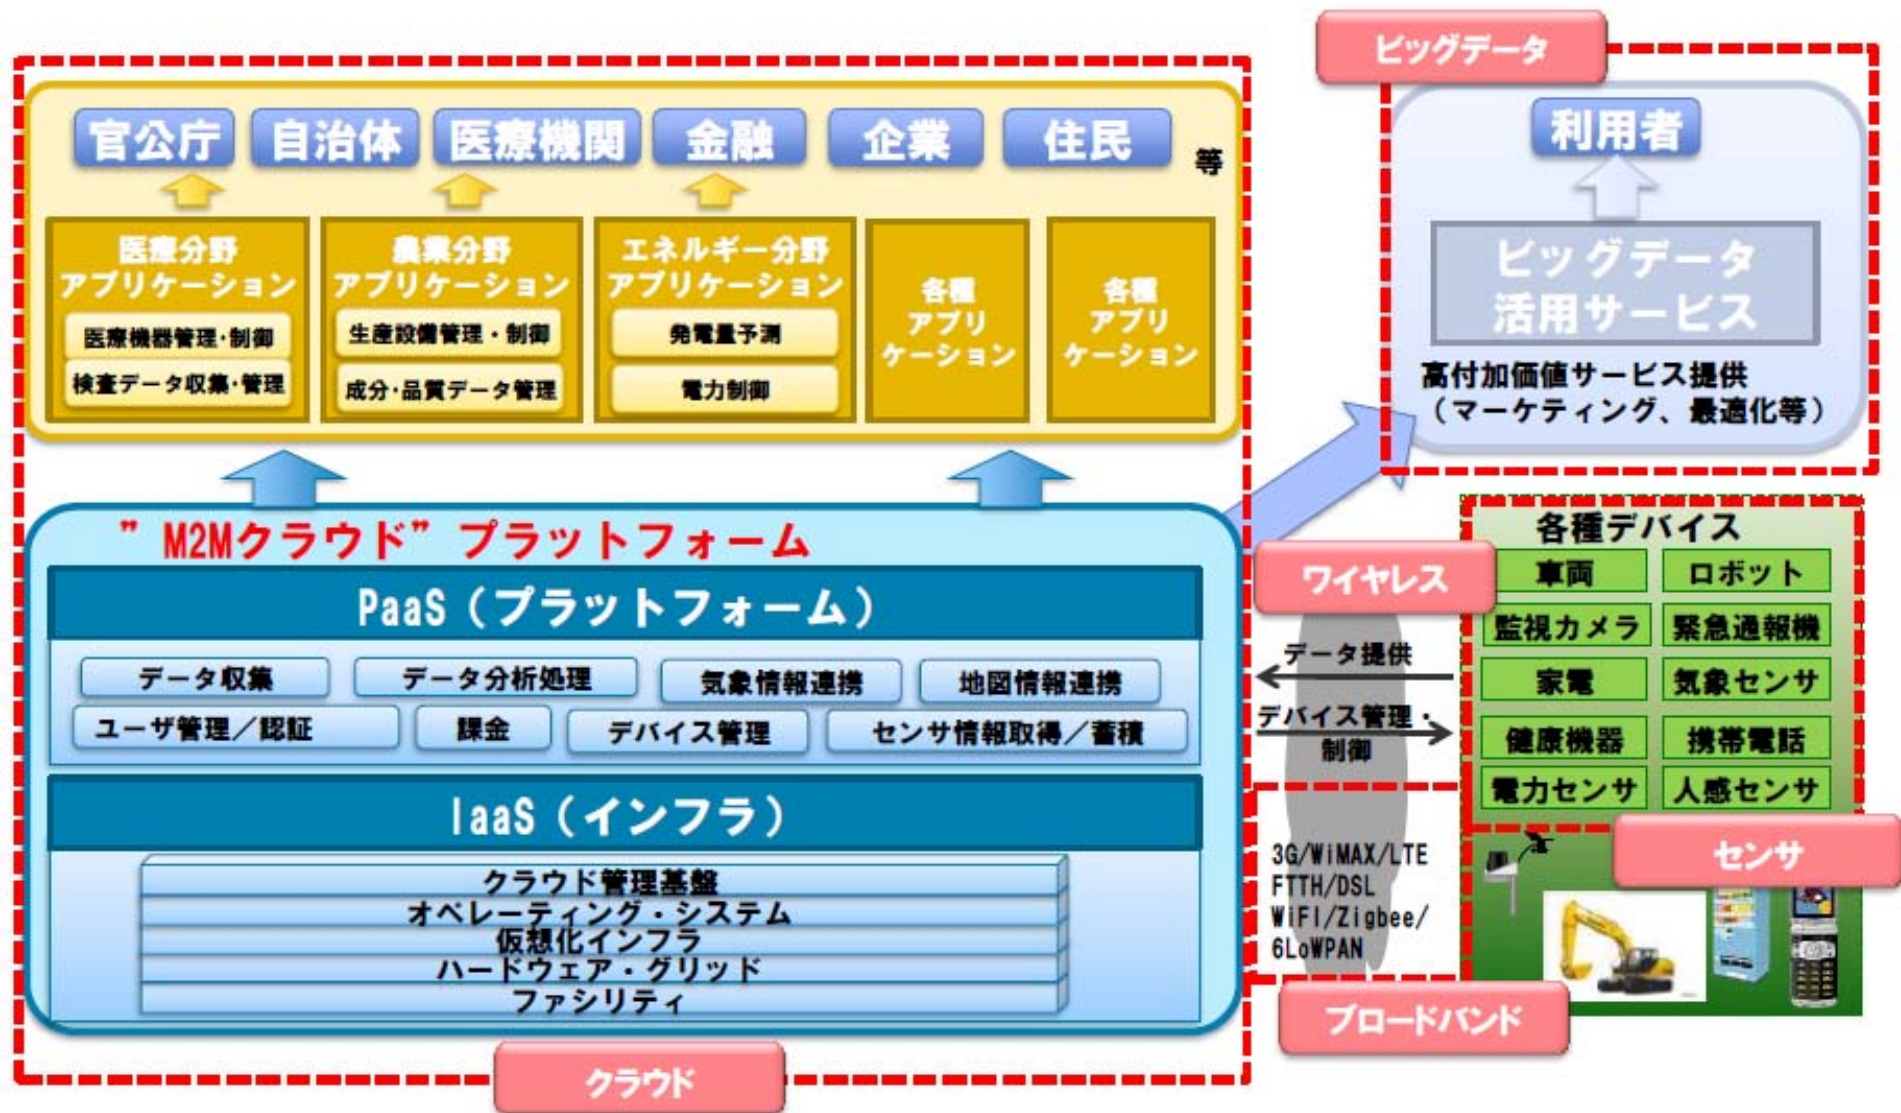 ビッグデータ
官公庁
自治体
医療機関
金融
企業
住民
等
医療分野
アプリケーション
医療機器管理・制御
検査データ収集・管理
農業分野
アプリケーション
生産設備管理・制御
成分・品質データ管理
エネルギー分野
アプリケーション
発電量予測
電力制御
各種
アプリ
ケーション
各種
アプリ
ケーション
利用者
ビッグデータ
活用サービス
高付加価値サービス提供
（マーケティング、最適化等）
”M2Mクラウド”プラットフォーム
PaaS（プラットフォーム）
データ収集
データ分析処理
気象情報連携
地図情報連携
ユーザ管理／認証
課金
デバイス管理
センサ情報取得／蓄積
IaaS（インフラ）
クラウド管理基盤
オペレーティング・システム
仮想化インフラ
ハードウェア・グリッド
ファシリティ
クラウド
ワイヤレス
データ提供
デバイス管理・
制御
3G/WiMAX/LTE
FTTH/DSL
WiFI/Zigbee/
6LoWPAN
ブロードバンド
各種デバイス
車両
ロボット
監視カメラ
緊急通報機
家電
気象センサ
健康機器
携帯電話
電力センサ
人感センサ
センサ